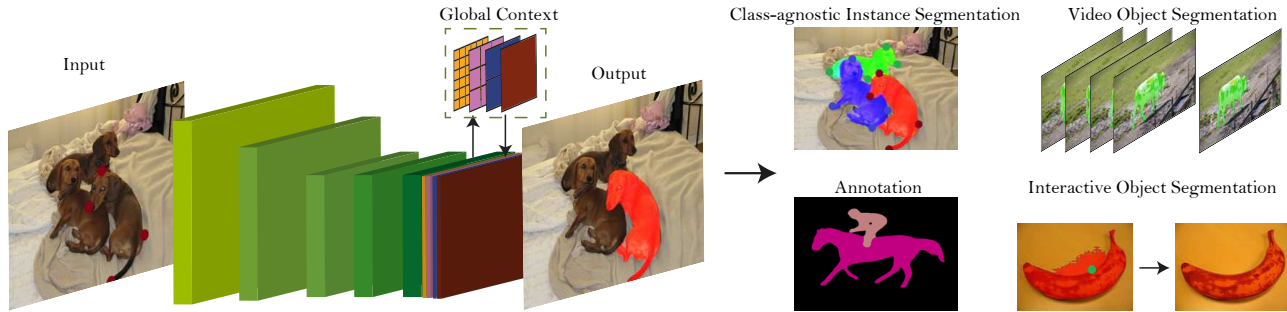 Global Context
Class-agnostic Instance Segmentation
Video Object Segmentation
Input
Output
Annotation
Interactive Object Segmentation